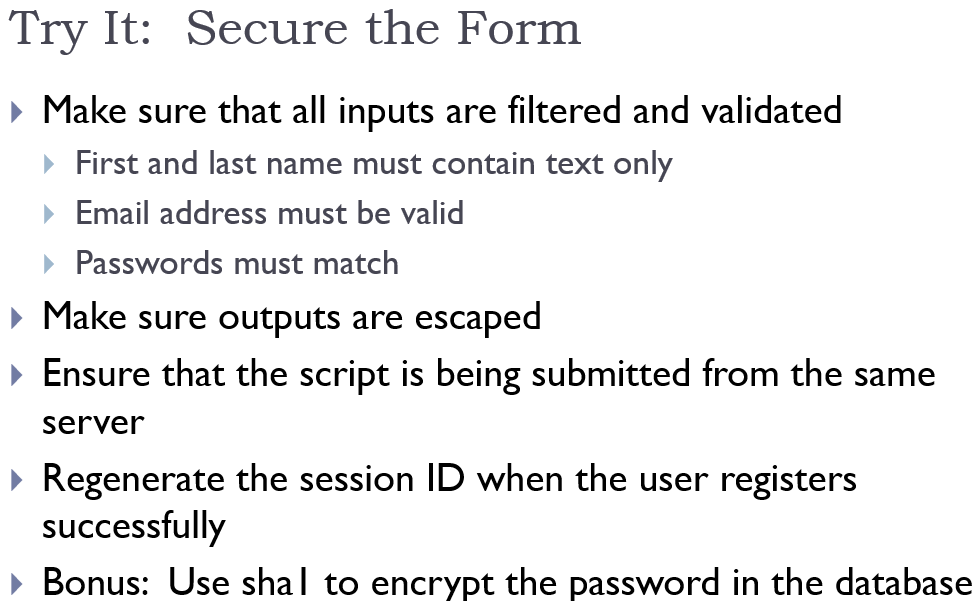 Try It:  Secure the Form
Make sure that all inputs are filtered and validated
First and last name must contain text only
Email address must be valid
Passwords must match
Make sure outputs are escaped
Ensure that the script is being submitted from the same
server
Regenerate the session ID when the user registers
successfully
Bonus:  Use sha1 to encrypt the password in the database